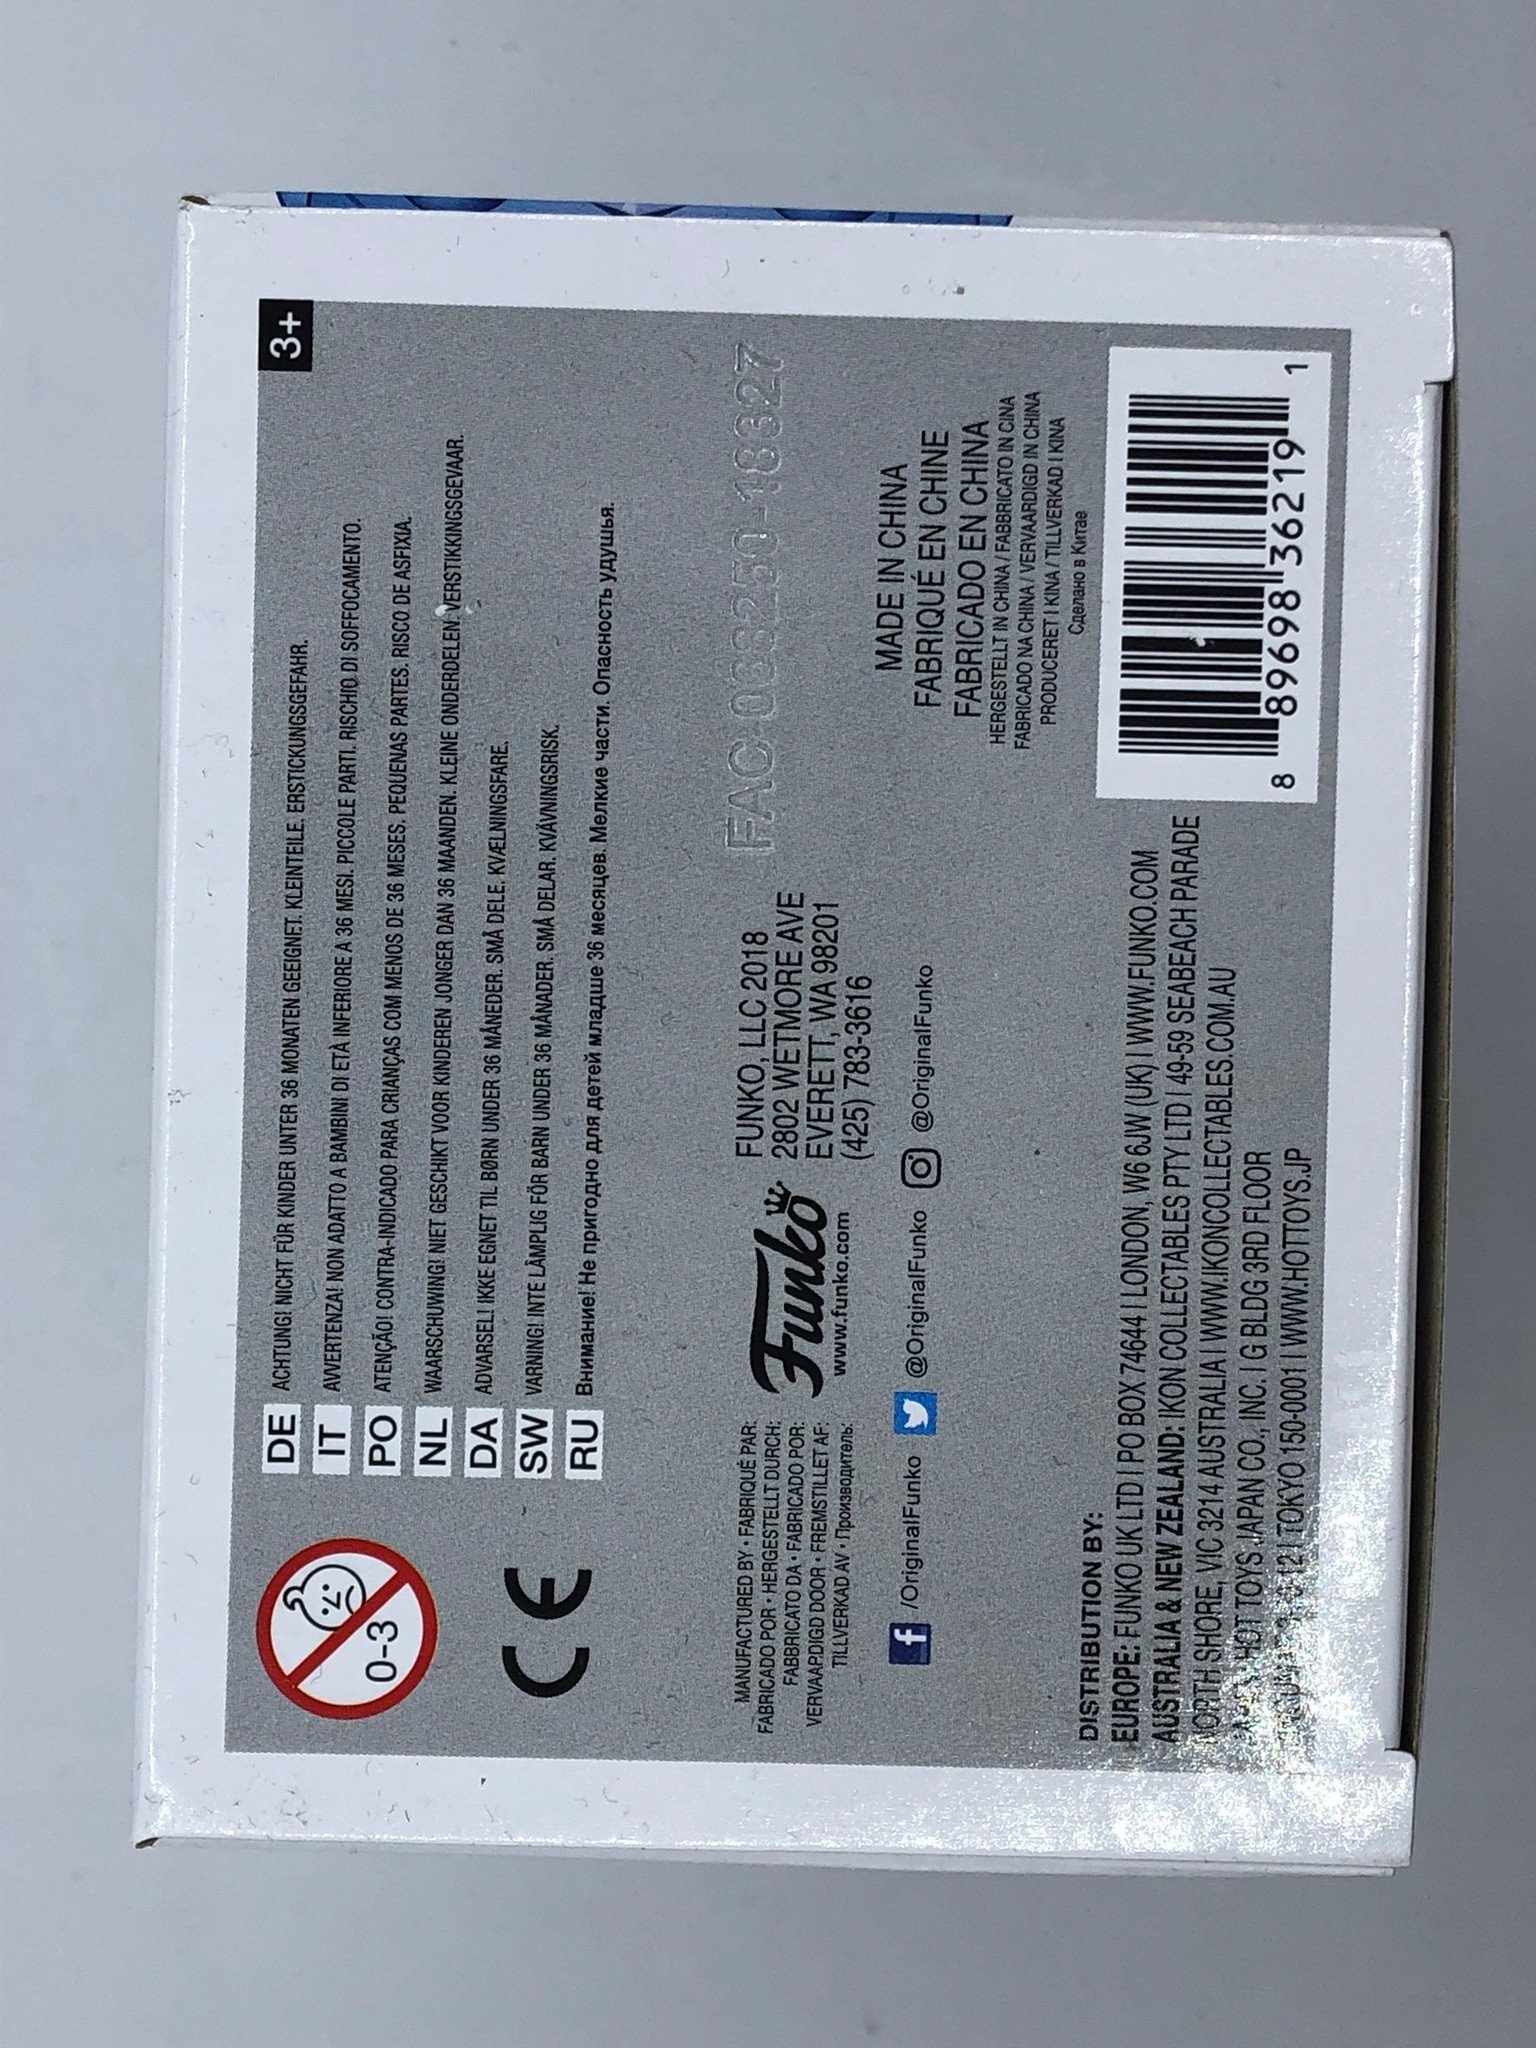 3+
0-3
DE ACHTUNG! NICHT FÜR KINDER UNTER 36 MONATEN GEEIGNET. KLEINTEILE. ERSTICKUNGSGEFAHR.
IT AVVERTENZA! NON ADATTO A BAMBINI DI ETÀ INFERIORE A 36 MESI. PICCOLE PARTI. RISCHIO DI SOFFOCAMENTO.
PO ATENÇÃO! CONTRA-INDICADO PARA CRIANÇAS COM MENOS DE 36 MESES. PEQUENAS PARTES. RISCO DE ASFIXIA.
NL WAARSCHUWING! NIET GESCHIKT VOOR KINDEREN JONGER DAN 36 MAANDEN. KLEINE ONDERDELEN. VERSTIKKINGSGEVAAR.
DA ADVARSEL! IKKE EGNET TIL BØRN UNDER 36 MÅNEDER. SMÅ DELE. KVÆLNINGSFARE.
SW VARNING! INTE LÄMPLIG FÖR BARN UNDER 36 MÅNADER. SMÅ DELAR. KVÄVNINGSRISK.
RU Внимание! Не пригодно для детей младше 36 месяцев. Мелкие части. Опасность удушья.
CE
MANUFACTURED BY • FABRIQUÉ PAR:
FABRICADO POR • HERGESTELLT DURCH:
FABBRICATO DA • FABRICADO POR:
VERVAARDIGD DOOR • FREMSTILLET AF:
TILLVERKAD AV • Производитель:
Funko
www.funko.com
FUNKO, LLC 2018
2802 WETMORE AVE
EVERETT, WA 98201
(425) 783-3616
/OriginalFunko @OriginalFunko @OriginalFunko
MADE IN CHINA
FABRIQUÉ EN CHINE
FABRICADO EN CHINA
HERGESTELLT IN CHINA / FABBRICATO IN CINA
FABRICADO NA CHINA / VERVAARDIGD IN CHINA
PRODUCERET I KINA / TILLVERKAD I KINA
Сделано в Китае
DISTRIBUTION BY:
EUROPE: FUNKO UK LTD I PO BOX 74644 I LONDON, W6 6JW (UK) I WWW.FUNKO.COM
AUSTRALIA & NEW ZEALAND: IKON COLLECTABLES PTY LTD I 49-59 SEABEACH PARADE
NORTH SHORE, VIC 3214 AUSTRALIA I WWW.IKONCOLLECTABLES.COM.AU
HOT TOYS JAPAN CO., INC. I G BLDG 3RD FLOOR
TOKYO 150-0001 I WWW.HOTTOYS.JP
8 89698 36219 1